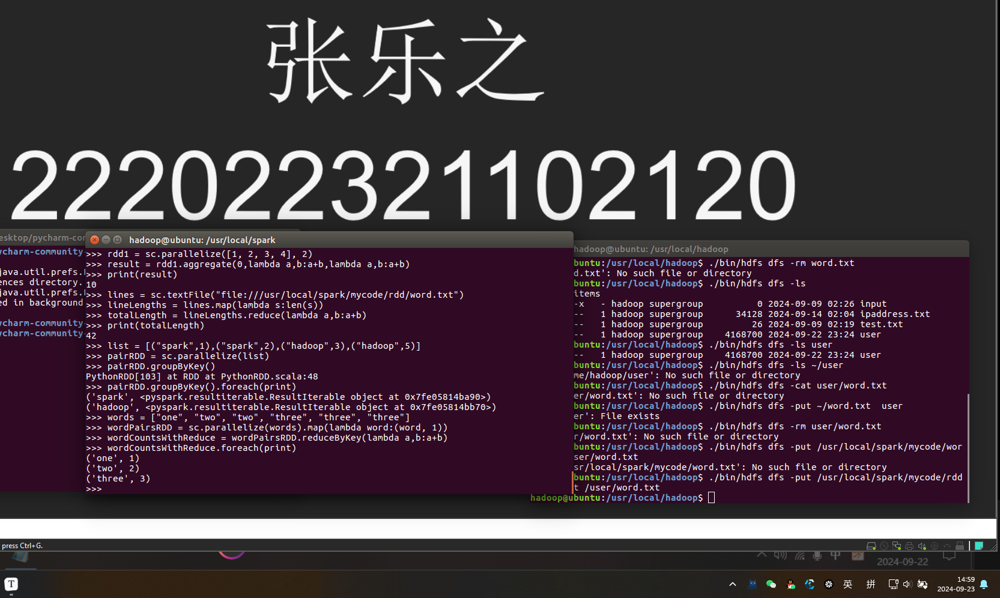 张乐之
222022321102120
esktop/pycharm-co
ycharm-community
java.util.prefs.
ences directory.
java.util.prefs.
ed in background
ycharm-community
ycharm-community
hadoop@ubuntu: /usr/local/spark
>>> rdd1 = sc.parallelize([1, 2, 3, 4], 2)
>>> result = rdd1.aggregate(0,lambda a,b:a+b,lambda a,b:a+b)
>>> print(result)
10
>>> lines = sc.textFile("file:///usr/local/spark/mycode/rdd/word.txt")
>>> lineLengths = lines.map(lambda s:len(s))
>>> totalLength = lineLengths.reduce(lambda a,b:a+b)
>>> print(totalLength)
42
>>> list = [("spark",1),("spark",2),("hadoop",3),("hadoop",5)]
>>> pairRDD = sc.parallelize(list)
>>> pairRDD.groupByKey()
PythonRDD[103] at RDD at PythonRDD.scala:48
>>> pairRDD.groupByKey().foreach(print)
('spark', <pyspark.resultiterable.ResultIterable object at 0x7fe05814ba90>)
('hadoop', <pyspark.resultiterable.ResultIterable object at 0x7fe05814bb70>)
>>> words = ["one", "two", "two", "three", "three", "three"]
>>> wordPairsRDD = sc.parallelize(words).map(lambda word:(word, 1))
>>> wordCountsWithReduce = wordPairsRDD.reduceByKey(lambda a,b:a+b)
>>> wordCountsWithReduce.foreach(print)
('one', 1)
('two', 2)
('three', 3)
>>>
hadoop@ubuntu: /usr/local/hadoop
buntu:/usr/local/hadoop$ ./bin/hdfs dfs -rm word.txt
d.txt': No such file or directory
buntu:/usr/local/hadoop$ ./bin/hdfs dfs -ls
items
-x   - hadoop supergroup          0 2024-09-09 02:26 input
--   1 hadoop supergroup      34128 2024-09-14 02:04 ipaddress.txt
--   1 hadoop supergroup         26 2024-09-09 02:19 test.txt
--   1 hadoop supergroup    4168700 2024-09-22 23:24 user
buntu:/usr/local/hadoop$ ./bin/hdfs dfs -ls user
--   1 hadoop supergroup    4168700 2024-09-22 23:24 user
buntu:/usr/local/hadoop$ ./bin/hdfs dfs -ls ~/user
me/hadoop/user': No such file or directory
buntu:/usr/local/hadoop$ ./bin/hdfs dfs -cat user/word.txt
er/word.txt': No such file or directory
buntu:/usr/local/hadoop$ ./bin/hdfs dfs -put ~/word.txt  user
er': File exists
buntu:/usr/local/hadoop$ ./bin/hdfs dfs -rm user/word.txt
r/word.txt': No such file or directory
buntu:/usr/local/hadoop$ ./bin/hdfs dfs -put /usr/local/spark/mycode/wor
ser/word.txt
sr/local/spark/mycode/word.txt': No such file or directory
buntu:/usr/local/hadoop$ ./bin/hdfs dfs -put /usr/local/spark/mycode/rdd
t /user/word.txt
hadoop@ubuntu:/usr/local/hadoop$
press Ctrl+G.
中
2024-09-22
T
英
拼
14:59
2024-09-23